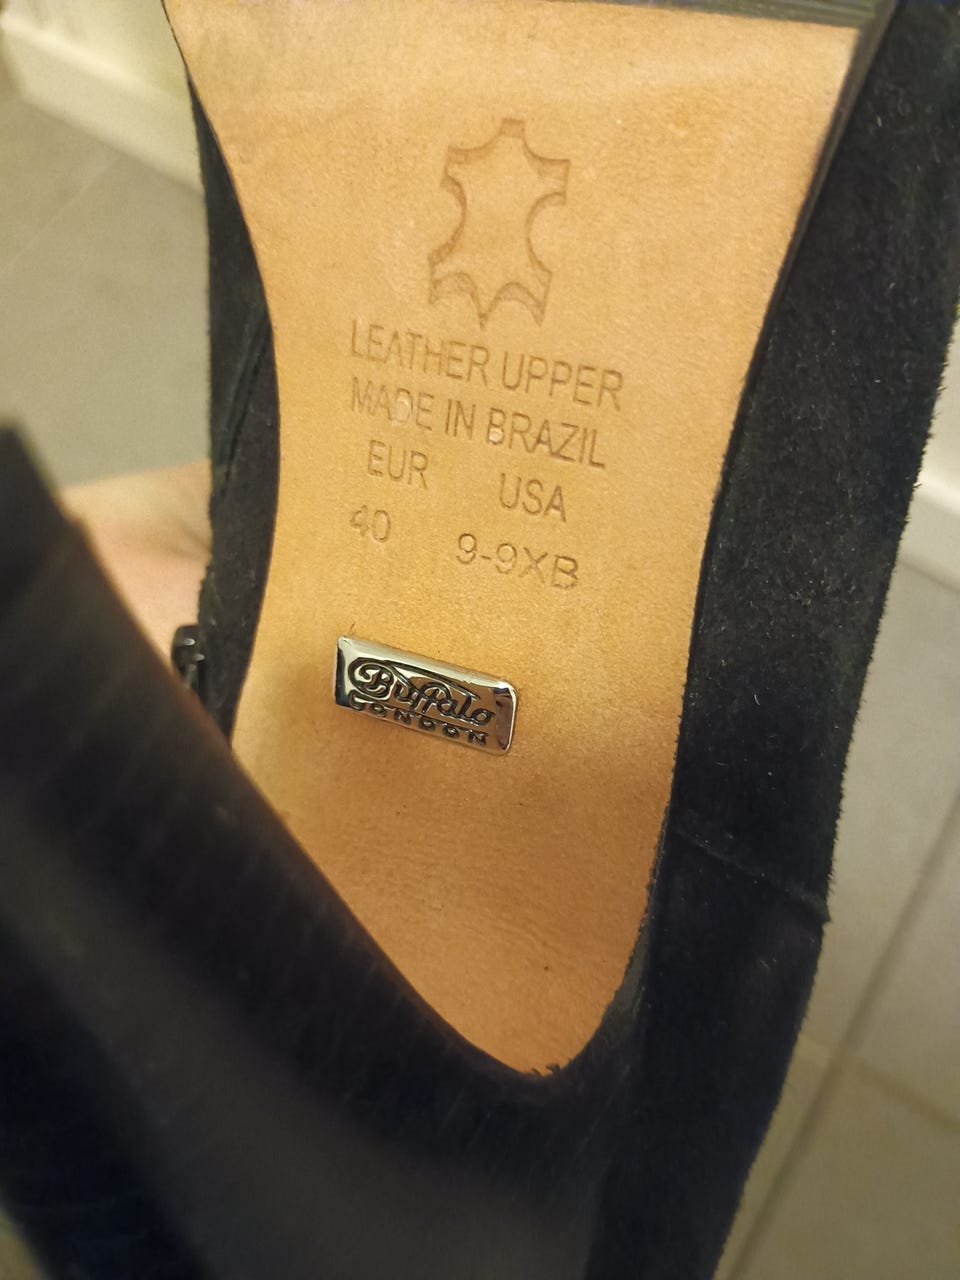 LEATHER UPPER
MADE IN BRAZIL
EUR USA
40 9-9XB
Buffalo
LONDON